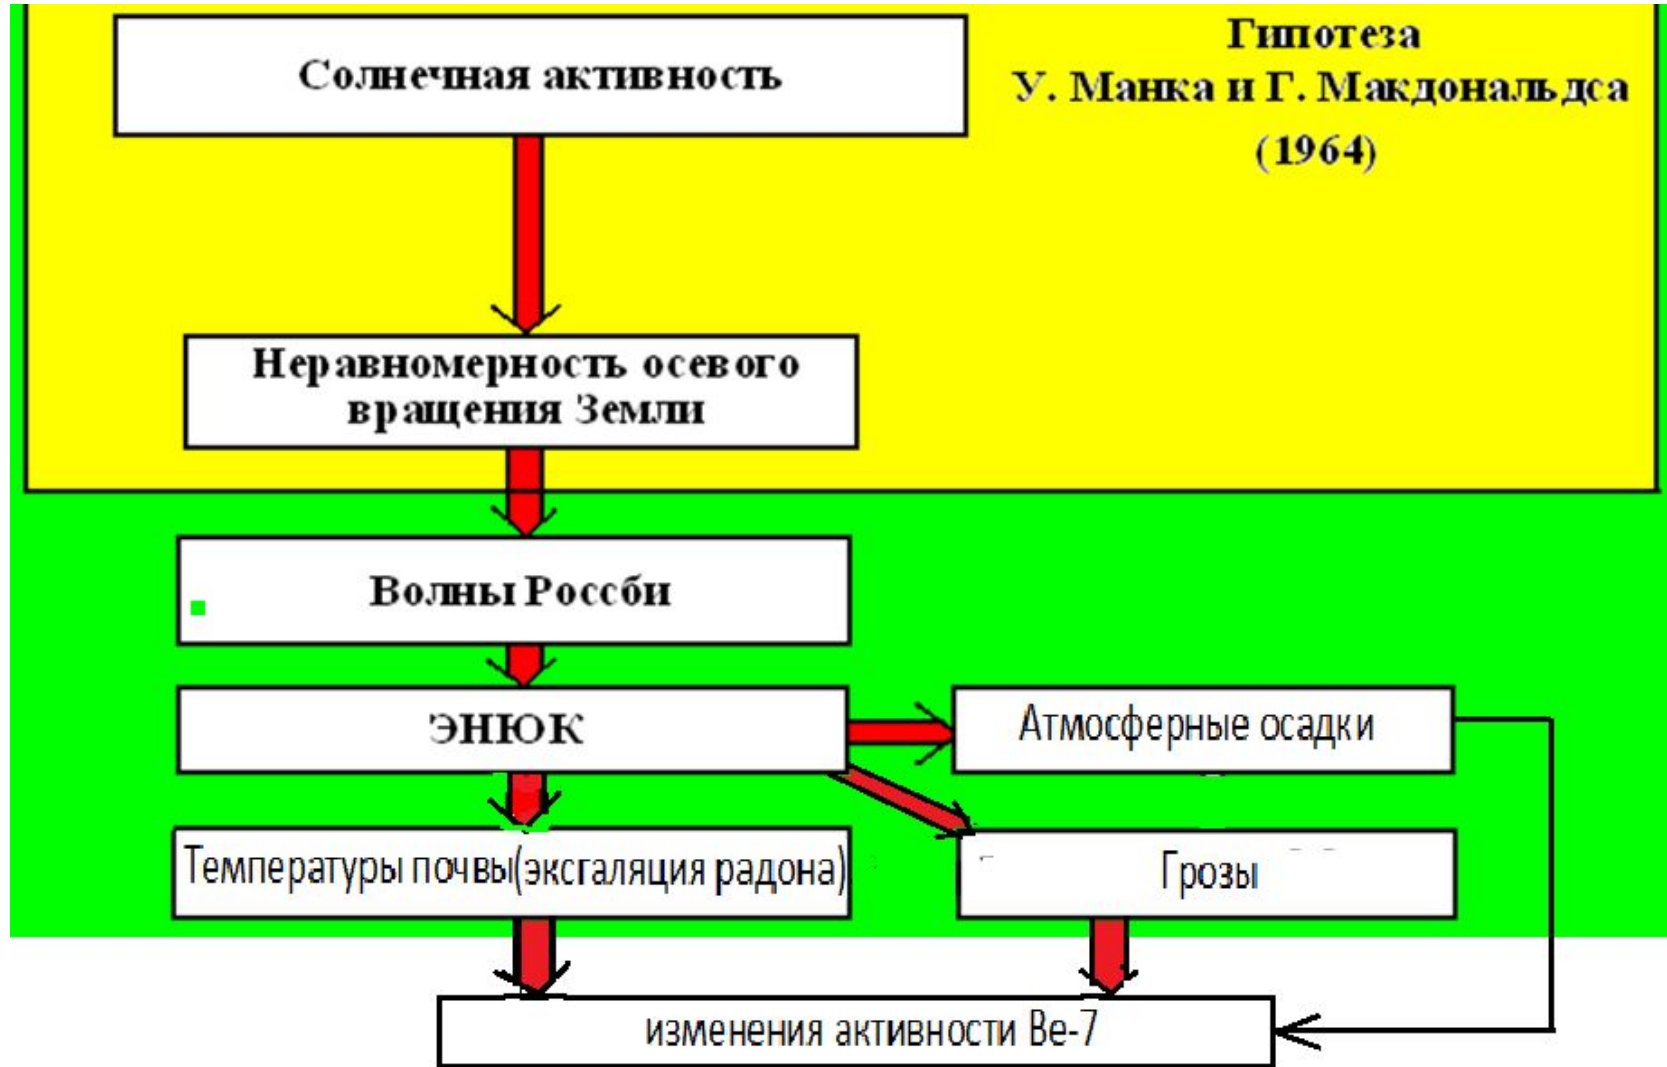 Солнечная активность
Гипотеза
У. Манка и Г. Макдональдса
(1964)
Неравномерность осевого
вращения Земли
Волны Россби
ЭНЮК
Атмосферные осадки
Температуры почвы(эксгаляция радона)
Грозы
изменения активности Ве-7